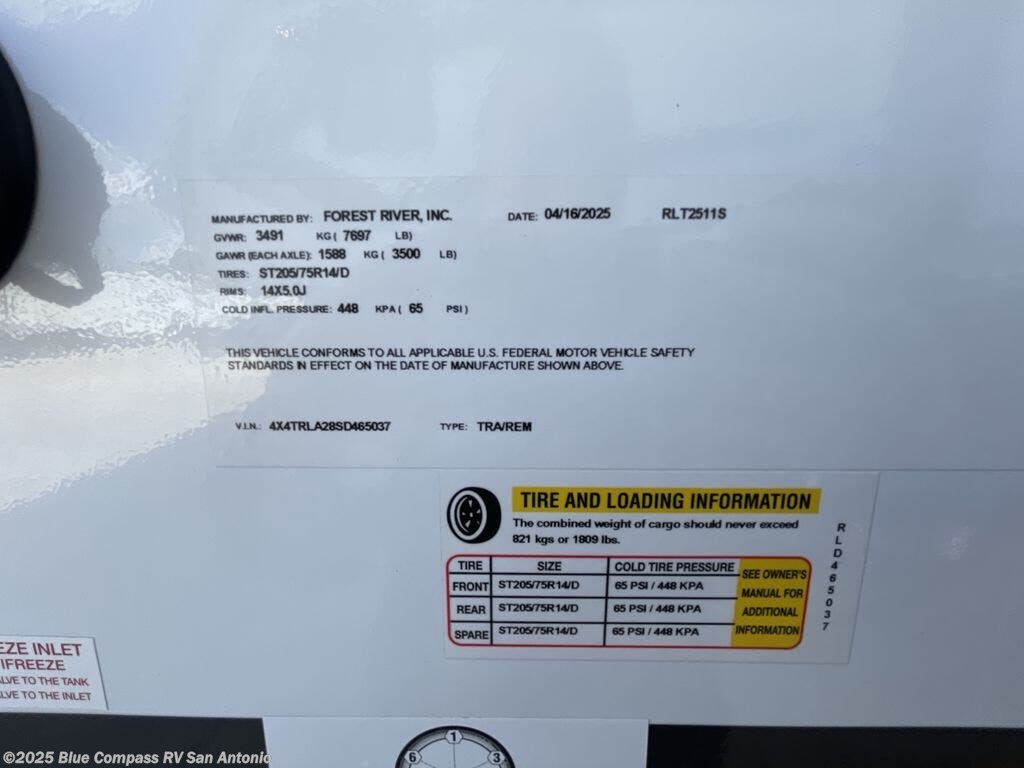 MANUFACTURED BY: FOREST RIVER, INC. DATE: 04/16/2025 RLT2511S
GVWR: 3491 KG ( 7697 LB)
GAWR (EACH AXLE): 1588 KG ( 3500 LB)
TIRES: ST205/75R14/D
RIMS: 14X5.0J
COLD INFL. PRESSURE: 448 KPA ( 65 PSI )
THIS VEHICLE CONFORMS TO ALL APPLICABLE U.S. FEDERAL MOTOR VEHICLE SAFETY
STANDARDS IN EFFECT ON THE DATE OF MANUFACTURE SHOWN ABOVE.
V.I.N.: 4X4TRLA28SD465037 TYPE: TRA/REM
TIRE AND LOADING INFORMATION
The combined weight of cargo should never exceed
821 kgs or 1809 lbs.
TIRE SIZE COLD TIRE PRESSURE
FRONT ST205/75R14/D 65 PSI / 448 KPA
REAR ST205/75R14/D 65 PSI / 448 KPA
SPARE ST205/75R14/D 65 PSI / 448 KPA
SEE OWNER'S
MANUAL FOR
ADDITIONAL
INFORMATION
RLD465037
EZE INLET
IFREEZE
LVE TO THE TANK
LVE TO THE INLET
1
6 3
©2025 Blue Compass RV San Antonio